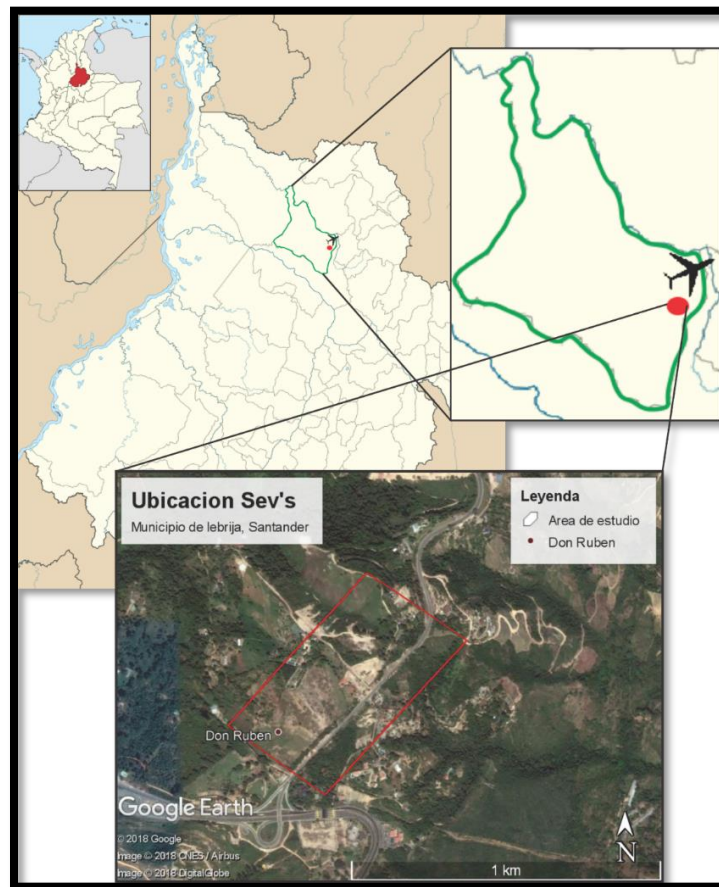 Ubicacion Sev's
Municipio de lebrija, Santander
Leyenda
Area de estudio
Don Ruben
Don Ruben
Google Earth
© 2018 Google
Image © 2018 CNES / Airbus
Image © 2018 DigitalGlobe
1 km
N